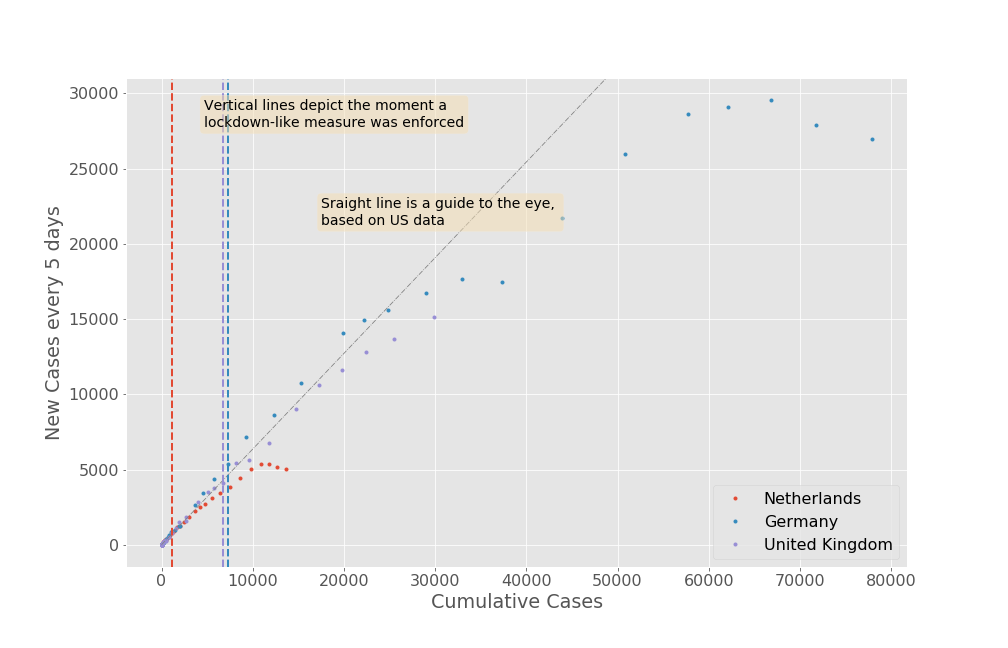 30000
25000
20000
15000
10000
5000
0
New Cases every 5 days
Vertical lines depict the moment a
lockdown-like measure was enforced
Sraight line is a guide to the eye,
based on US data
Netherlands
Germany
United Kingdom
0 10000 20000 30000 40000 50000 60000 70000 80000
Cumulative Cases